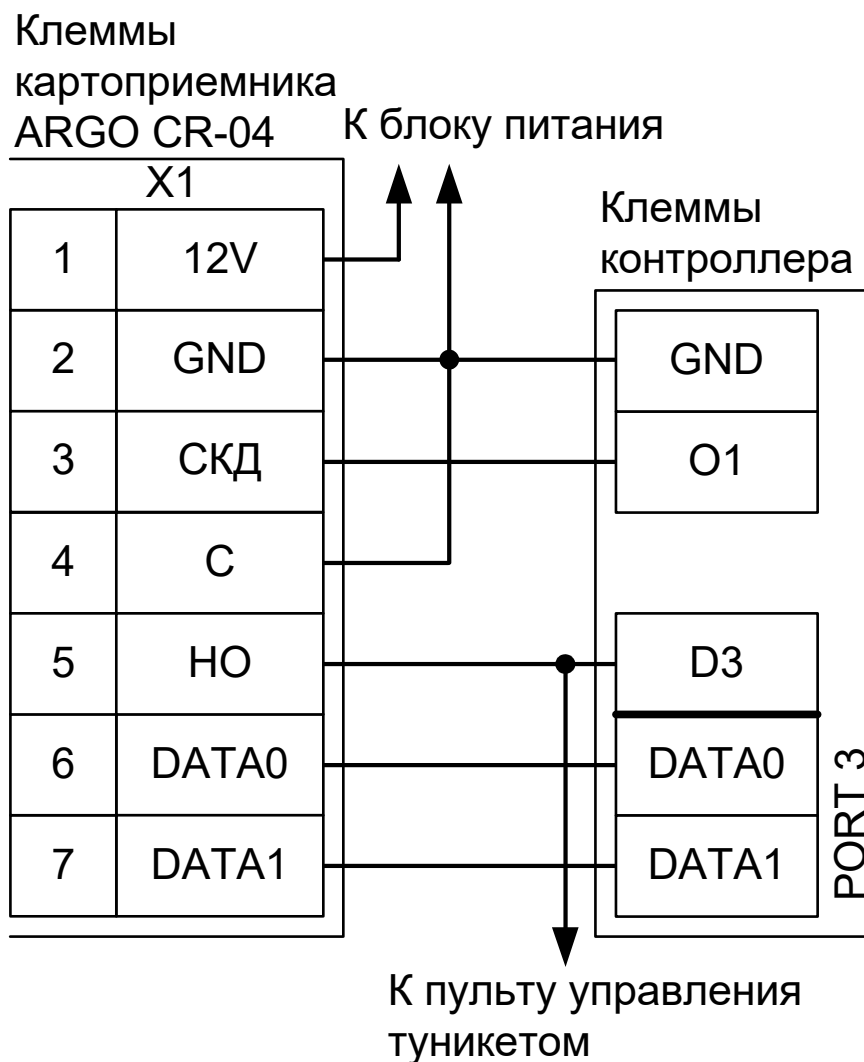 Клеммы
картоприемника
ARGO CR-04
К блоку питания
X1
Клеммы
контроллера
1 12V
2 GND GND
3 СКД O1
4 С
5 НО D3
6 DATA0 DATA0
7 DATA1 DATA1
PORT 3
К пульту управления
туникетом